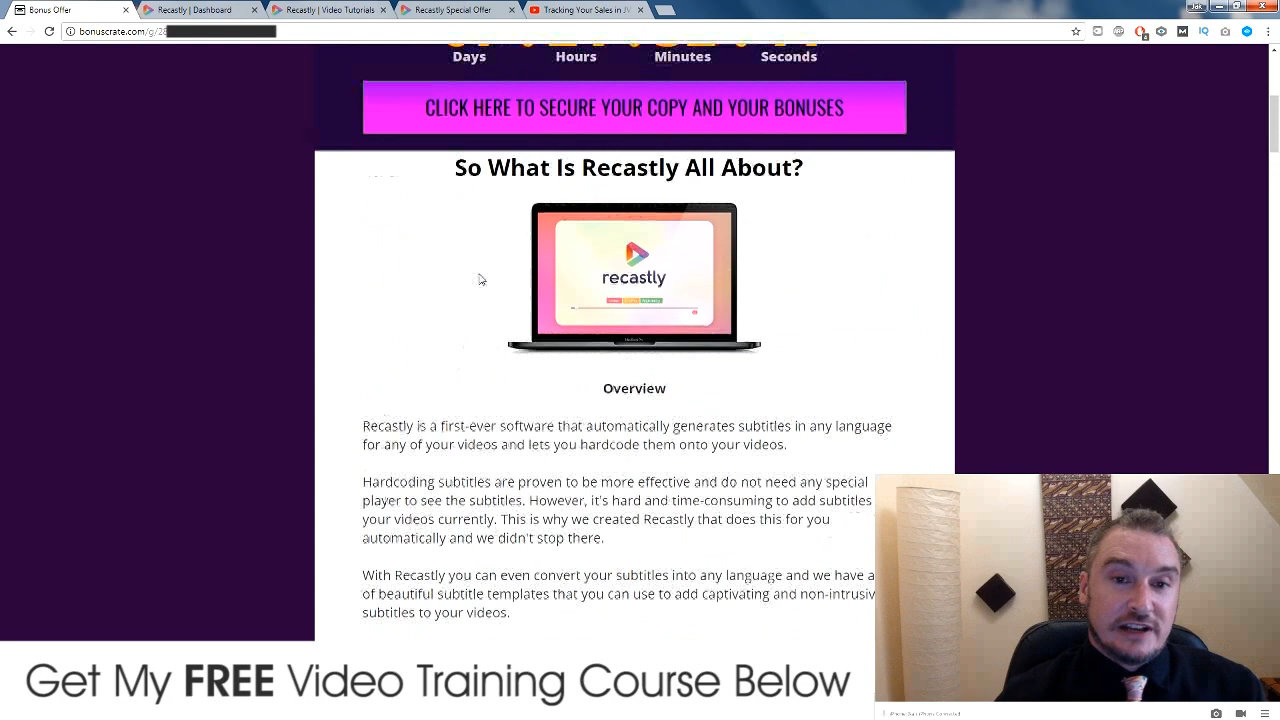 Bonus Offer
Recastly | Dashboard
Recastly | Video Tutorials
Recastly Special Offer
Tracking Your Sales in JV
Jak
bonuscrate.com/g/28
IQ
Days Hours Minutes Seconds
CLICK HERE TO SECURE YOUR COPY AND YOUR BONUSES
So What Is Recastly All About?
recastly
Overview
Recastly is a first-ever software that automatically generates subtitles in any language
for any of your videos and lets you hardcode them onto your videos.
Hardcoding subtitles are proven to be more effective and do not need any special
player to see the subtitles. However, it's hard and time-consuming to add subtitles
your videos currently. This is why we created Recastly that does this for you
automatically and we didn't stop there.
With Recastly you can even convert your subtitles into any language and we have a
of beautiful subtitle templates that you can use to add captivating and non-intrusiv
subtitles to your videos.
Get My FREE Video Training Course Below